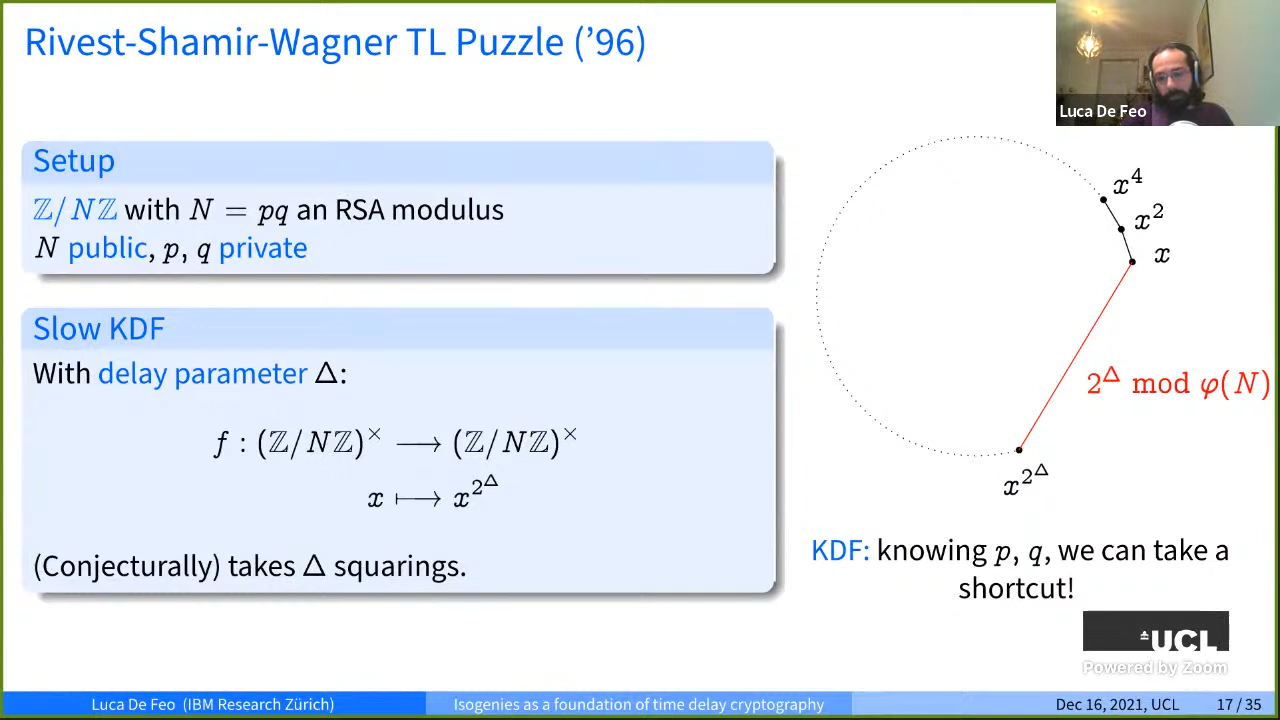 Rivest-Shamir-Wagner TL Puzzle ('96)
Luca De Feo
Setup
ℤ/Nℤ with N = pq an RSA modulus
N public, p, q private
Slow KDF
With delay parameter Δ:
f : (ℤ/Nℤ)^× ⟶ (ℤ/Nℤ)^×
x ⟼ x^{2^Δ}
(Conjecturally) takes Δ squarings.
x^4
x^2
x
2^Δ mod φ(N)
x^{2^Δ}
KDF: knowing p, q, we can take a
shortcut!
UCL
Powered by Zoom
Luca De Feo (IBM Research Zürich) Isogenies as a foundation of time delay cryptography Dec 16, 2021, UCL 17 / 35